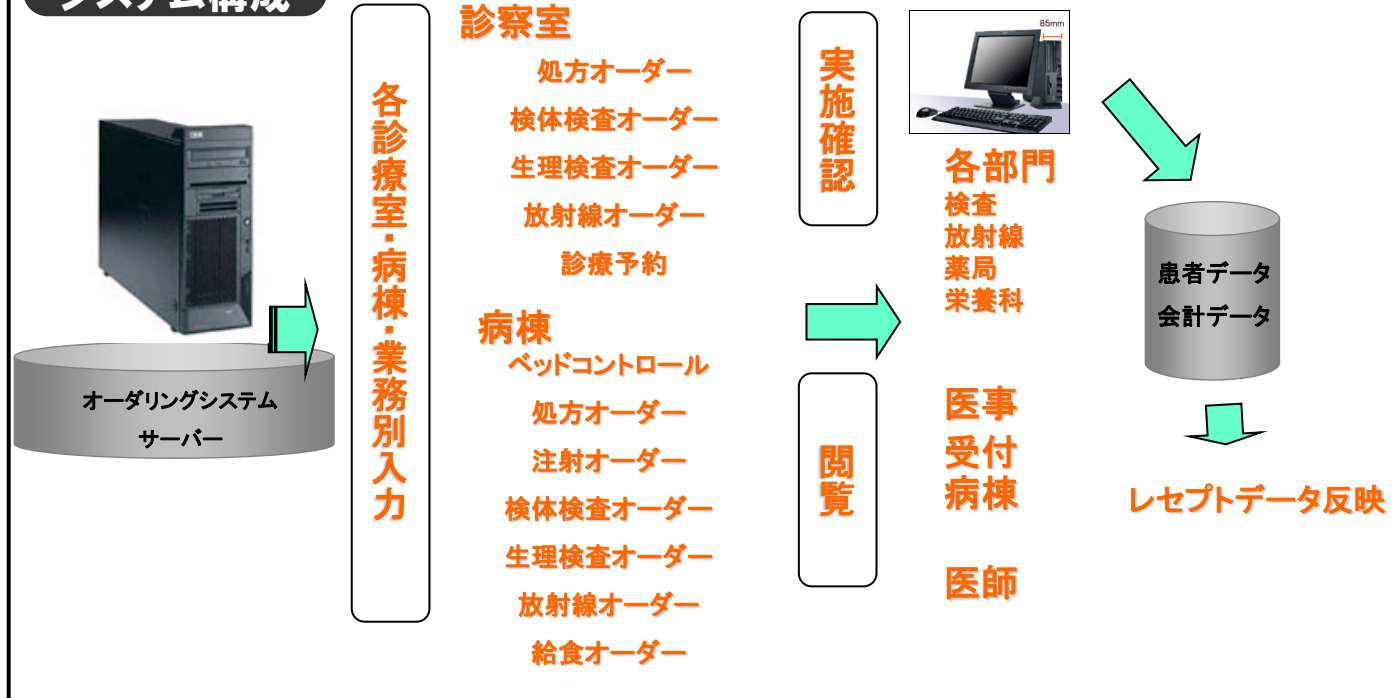 システム構成
オーダリングシステム
サーバー
各診療室・病棟・業務別入力
診察室
処方オーダー
検体検査オーダー
生理検査オーダー
放射線オーダー
診療予約
病棟
ベッドコントロール
処方オーダー
注射オーダー
検体検査オーダー
生理検査オーダー
放射線オーダー
給食オーダー
実施確認
閲覧
85mm
各部門
検査
放射線
薬局
栄養科
医事
受付
病棟
医師
患者データ
会計データ
レセプトデータ反映